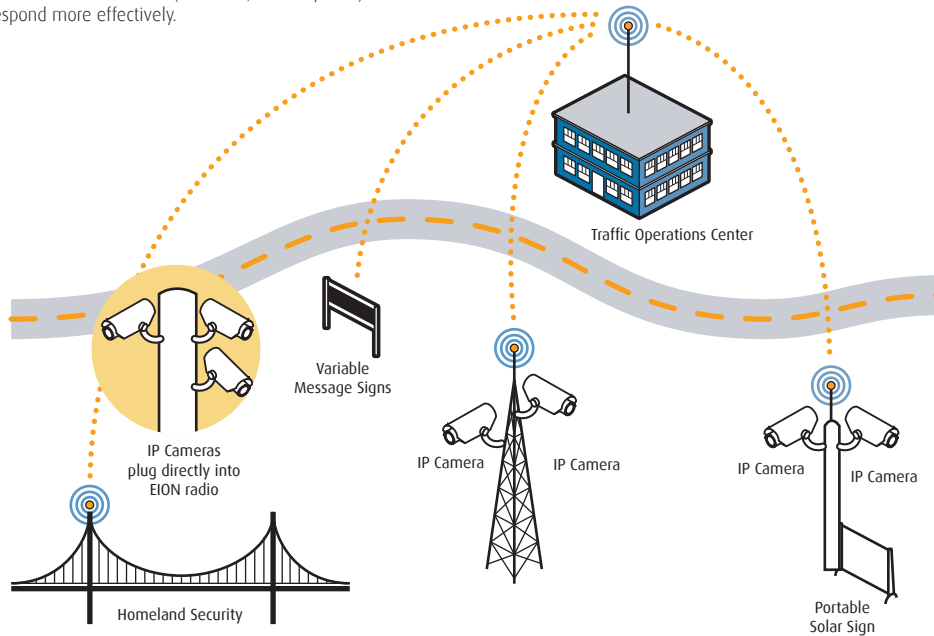 espond more effectively.
Traffic Operations Center
Variable
Message Signs
IP Cameras
plug directly into
EION radio
IP Camera
IP Camera
IP Camera
IP Camera
Homeland Security
Portable
Solar Sign